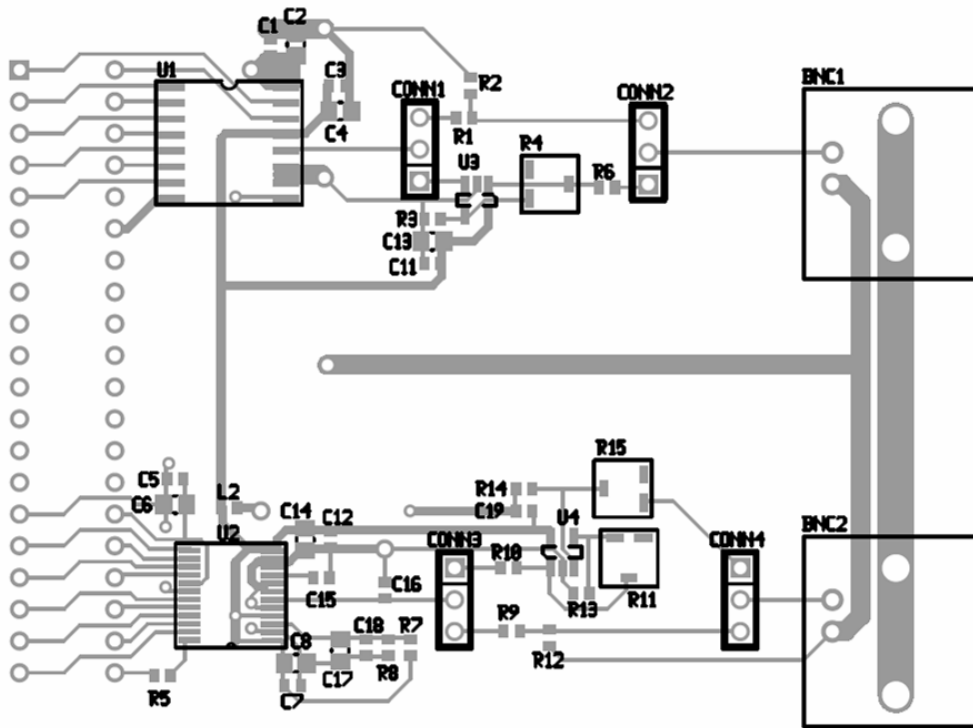 C1 C2
U1
C3
C4
CONN1
R2
R1
U3
R4
CONN2
R6
BNC1
R3
C13
C11
C5
C6
L2
U2
C14 C12
R14
C19
U4
R15
CONN3
R10
CONN4
BNC2
C16
C15
R13
R11
R9
R12
C8
C18 R7
C17
R8
R5
C7